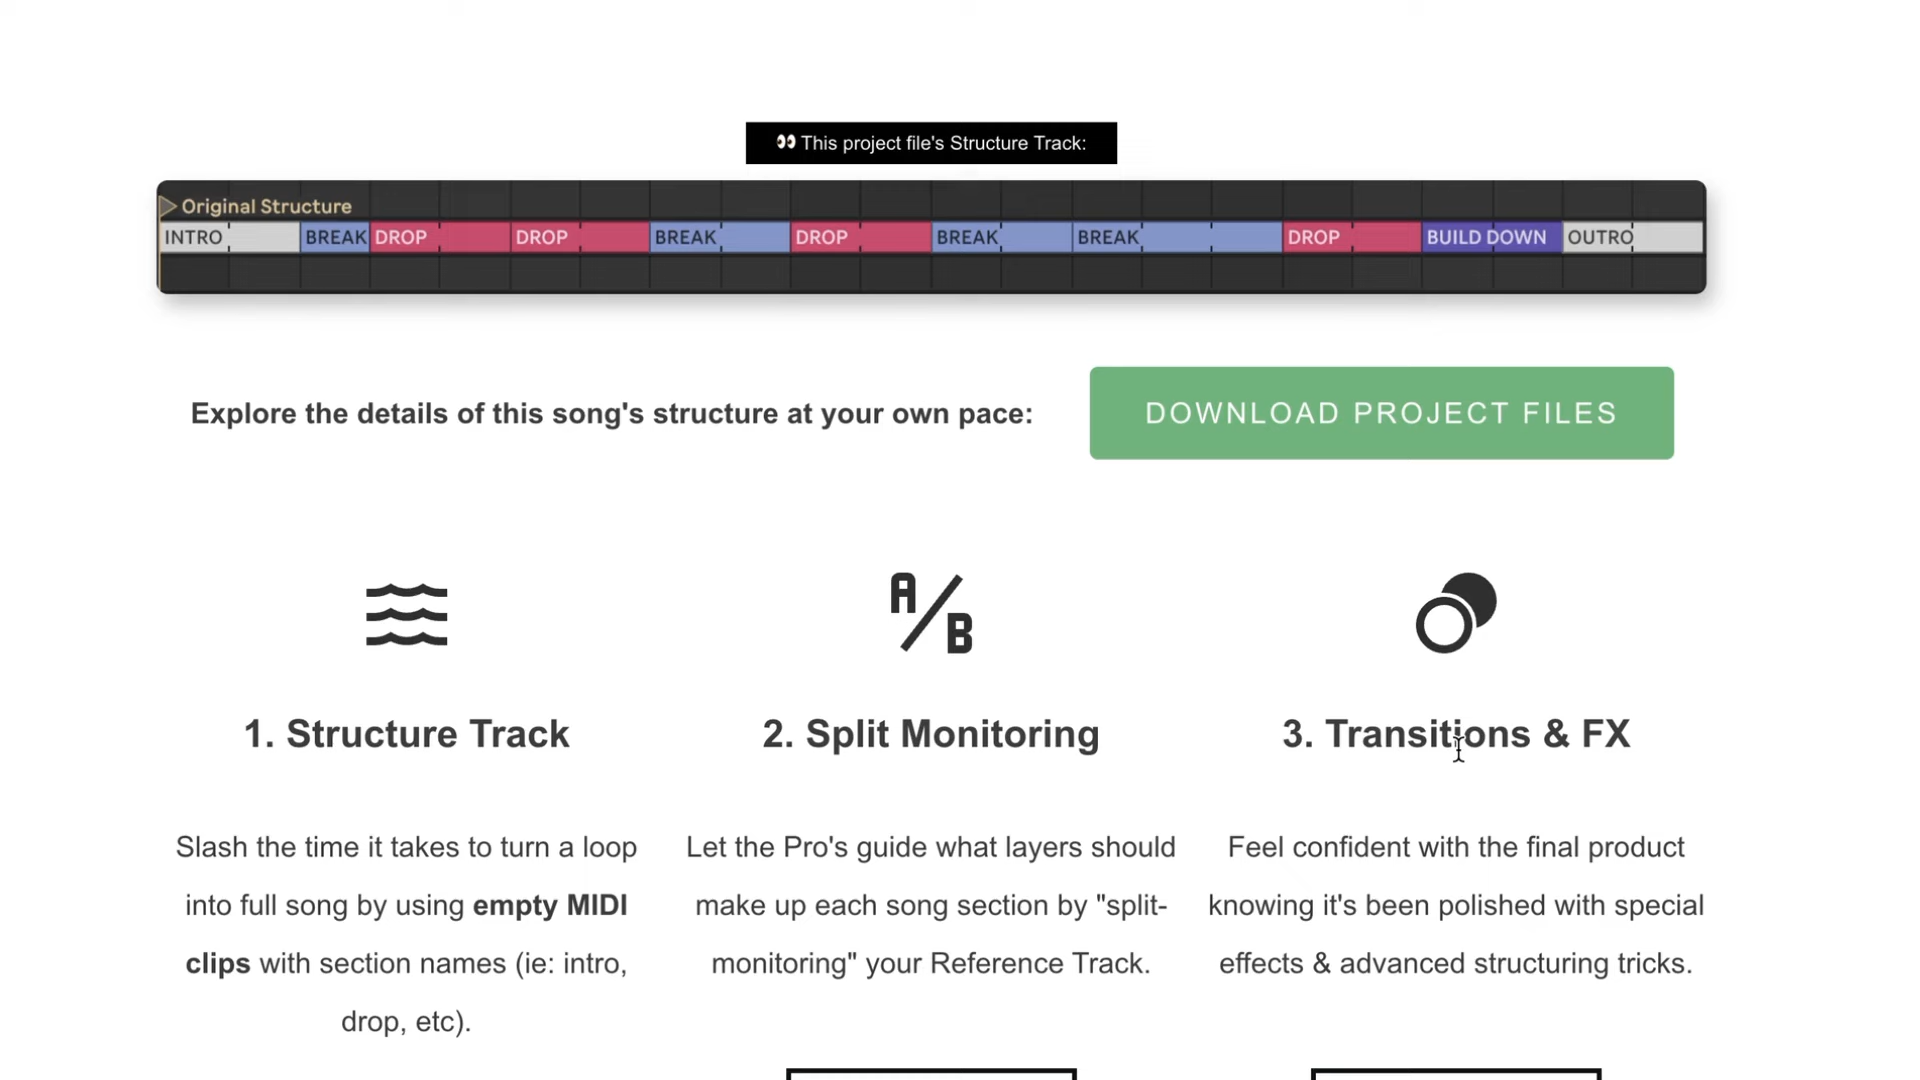 👀 This project file's Structure Track:
Original Structure
INTRO BREAK DROP DROP BREAK DROP BREAK BREAK DROP BUILD DOWN OUTRO
Explore the details of this song's structure at your own pace:
DOWNLOAD PROJECT FILES
A/B
1. Structure Track
Slash the time it takes to turn a loop
into full song by using empty MIDI
clips with section names (ie: intro,
drop, etc).
2. Split Monitoring
Let the Pro's guide what layers should
make up each song section by "split-
monitoring" your Reference Track.
3. Transitions & FX
Feel confident with the final product
knowing it's been polished with special
effects & advanced structuring tricks.